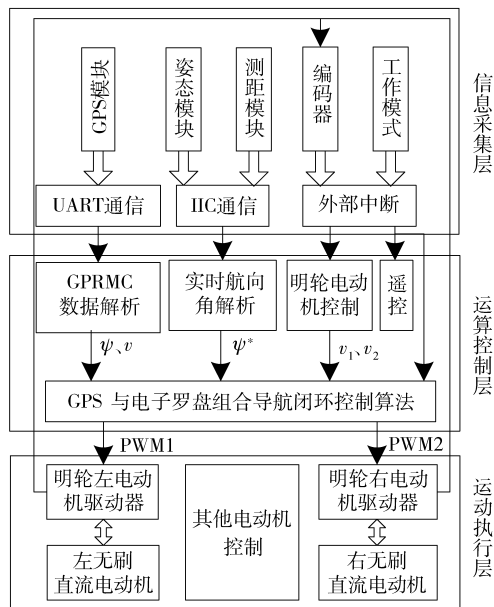 GPS模块
姿态模块
测距模块
编码器
工作模式
信息采集层
UART通信
IIC通信
外部中断
GPRMC
数据解析
实时航向
角解析
明轮电动
机控制
遥控
运算控制层
ψ、v
ψ*
v₁、v₂
GPS 与电子罗盘组合导航闭环控制算法
PWM1
PWM2
明轮左电动
机驱动器
其他电动机
控制
明轮右电动
机驱动器
运动执行层
左无刷
直流电动机
右无刷
直流电动机